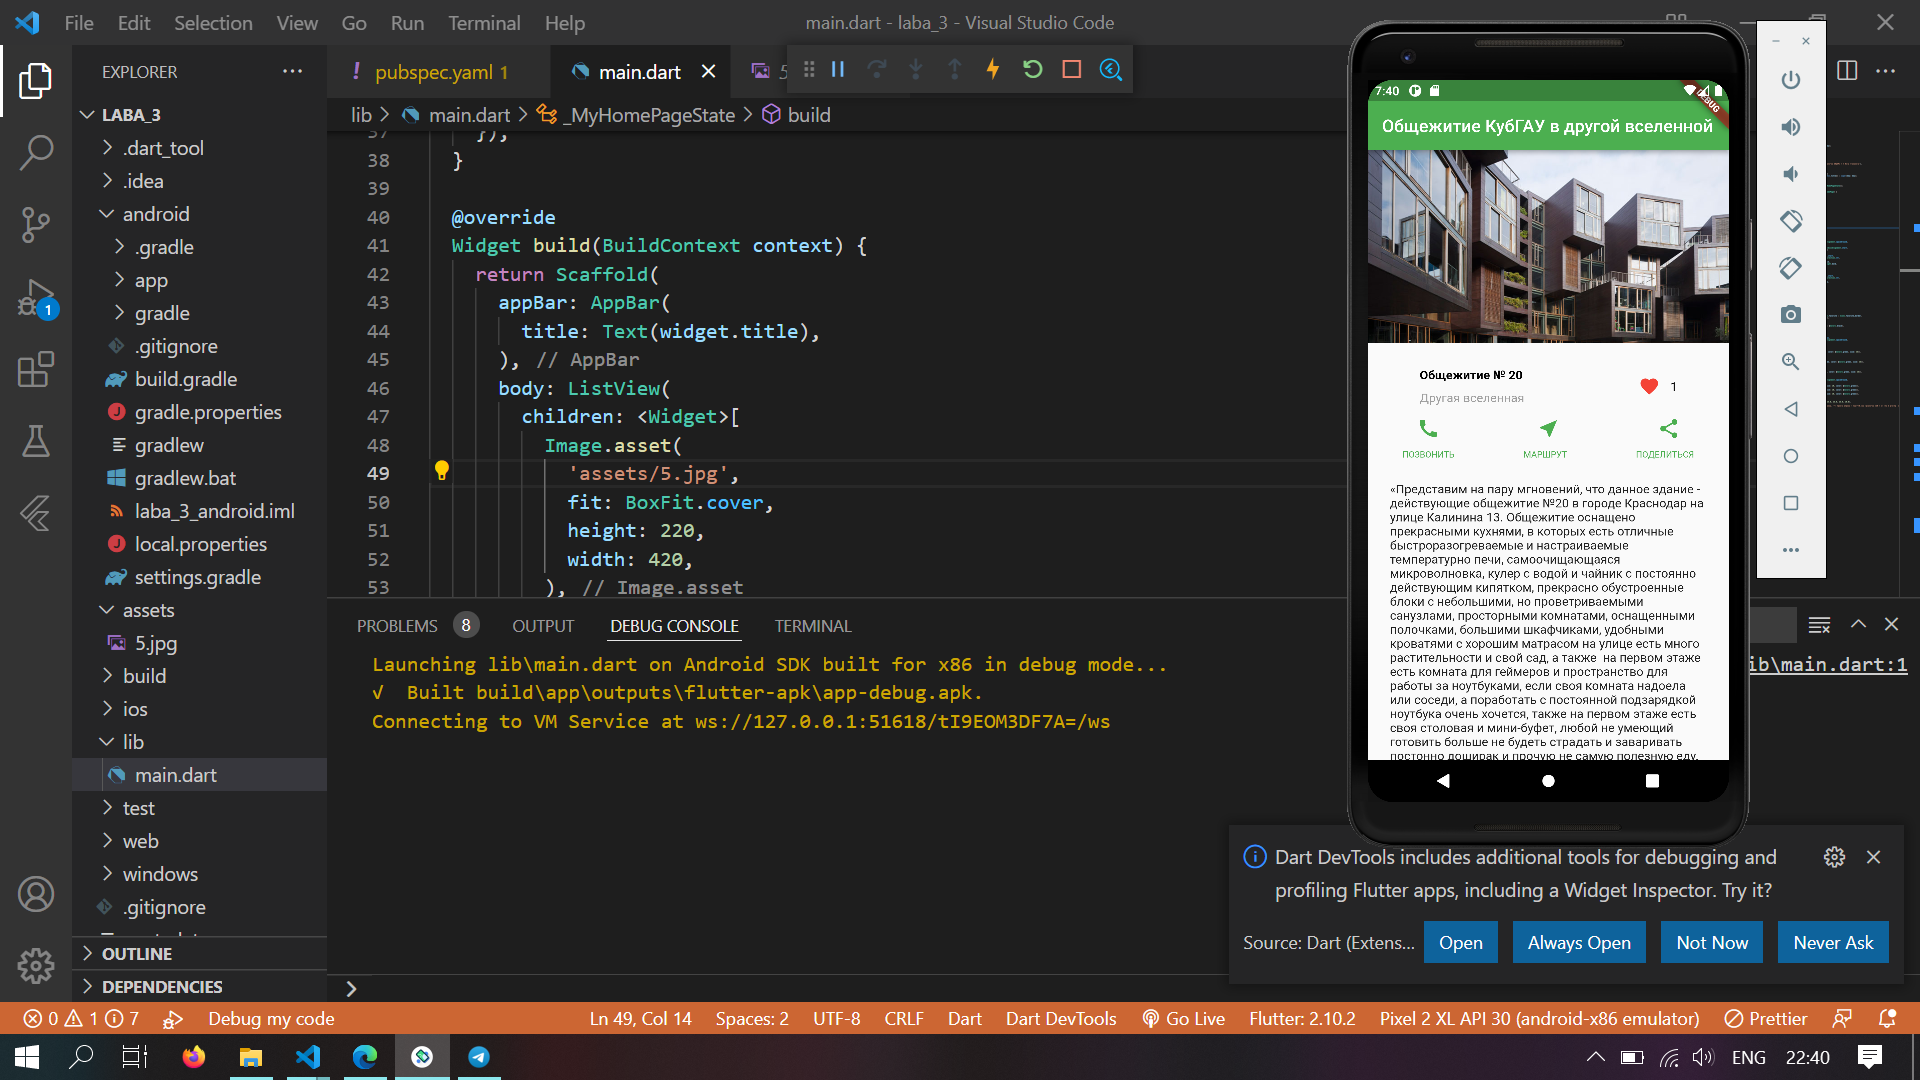 File Edit Selection View Go Run Terminal Help
main.dart - laba_3 - Visual Studio Code
EXPLORER
LABA_3
.dart_tool
.idea
android
.gradle
app
gradle
.gitignore
build.gradle
gradle.properties
gradlew
gradlew.bat
laba_3_android.iml
local.properties
settings.gradle
assets
5.jpg
build
ios
lib
main.dart
test
web
windows
.gitignore
OUTLINE
DEPENDENCIES
1
pubspec.yaml 1
main.dart
5
lib > main.dart > _MyHomePageState > build
37 });
38 }
39
40 @override
41 Widget build(BuildContext context) {
42 return Scaffold(
43 appBar: AppBar(
44 title: Text(widget.title),
45 ), // AppBar
46 body: ListView(
47 children: <Widget>[
48 Image.asset(
49 'assets/5.jpg',
50 fit: BoxFit.cover,
51 height: 220,
52 width: 420,
53 ), // Image.asset
PROBLEMS 8 OUTPUT DEBUG CONSOLE TERMINAL
Launching lib\main.dart on Android SDK built for x86 in debug mode...
√ Built build\app\outputs\flutter-apk\app-debug.apk.
Connecting to VM Service at ws://127.0.0.1:51618/tI9EOM3DF7A=/ws
ib\main.dart:1
7:40
DEBUG
Общежитие КубГАУ в другой вселенной
Общежитие № 20
Другая вселенная
1
ПОЗВОНИТЬ
МАРШРУТ
ПОДЕЛИТЬСЯ
«Представим на пару мгновений, что данное здание -
действующие общежитие №20 в городе Краснодар на
улице Калинина 13. Общежитие оснащено
прекрасными кухнями, в которых есть отличные
быстроразогреваемые и настраиваемые
температурно печи, самоочищающаяся
микроволновка, кулер с водой и чайник с постоянно
действующим кипятком, прекрасно обустроенные
блоки с небольшими, но проветриваемыми
санузлами, просторными комнатами, оснащенными
полочками, большими шкафчиками, удобными
кроватями с хорошим матрасом на улице есть много
растительности и свой сад, а также  на первом этаже
есть комната для геймеров и пространство для
работы за ноутбуками, если своя комната надоела
или соседи, а поработать с постоянной подзарядкой
ноутбука очень хочется, также на первом этаже есть
своя столовая и мини-буфет, любой не умеющий
готовить больше не будеть страдать и заваривать
постонно доширак и прочую не самую полезную еду,
Dart DevTools includes additional tools for debugging and
profiling Flutter apps, including a Widget Inspector. Try it?
Source: Dart (Extens... Open Always Open Not Now Never Ask
0 1 7 Debug my code Ln 49, Col 14 Spaces: 2 UTF-8 CRLF Dart Dart DevTools Go Live Flutter: 2.10.2 Pixel 2 XL API 30 (android-x86 emulator) Prettier
ENG 22:40